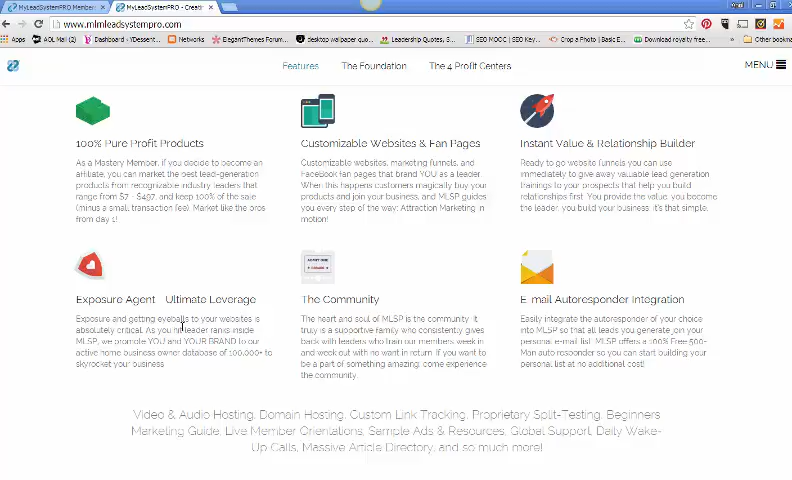 MyLeadSystemPRO Members
MyLeadSystemPRO - Creati
www.mlmleadsystempro.com
Apps
AOL Mail (2)
Dashboard ‹ YDessent...
Networks
ElegantThemes Forum...
desktop wallpaper quo...
Leadership Quotes, S...
SEO MOOC | SEO Key...
Crop a Photo | Basic E...
Download royalty free...
»
Other bookma
Features
The Foundation
The 4 Profit Centers
MENU
100% Pure Profit Products
As a Mastery Member, if you decide to become an
affiliate, you can market the best lead-generation
products from recognizable industry leaders that
range from $7 - $497, and keep 100% of the sale
(minus a small transaction fee). Market like the pros
from day 1!
Customizable Websites & Fan Pages
Customizable websites, marketing funnels, and
Facebook fan pages that brand YOU as a leader.
When this happens customers magically buy your
products and join your business, and MLSP guides
you every step of the way: Attraction Marketing in
motion!
Instant Value & Relationship Builder
Ready to go website funnels you can use
immediately to give away valuable lead generation
trainings to your prospects that help you build
relationships first. You provide the value, you become
the leader, you build your business: it's that simple.
Exposure Agent - Ultimate Leverage
Exposure and getting eyeballs to your websites is
absolutely critical. As you hit leader ranks inside
MLSP, we promote YOU and YOUR BRAND to our
active home business owner database of 100,000+ to
skyrocket your business.
ADMIT ONE
The Community
The heart and soul of MLSP is the community. It
truly is a supportive family who consistently gives
back with leaders who train our members week in
and week out with no want in return. If you want to
be a part of something amazing: come experience
the community.
E-mail Autoresponder Integration
Easily integrate the autoresponder of your choice
into MLSP so that all leads you generate join your
personal e-mail list. MLSP offers a 100% Free 500-
Man auto responder so you can start building your
personal list at no additional cost!
Video & Audio Hosting, Domain Hosting, Custom Link Tracking, Proprietary Split-Testing, Beginners
Marketing Guide, Live Member Orientations, Sample Ads & Resources, Global Support, Daily Wake-
Up Calls, Massive Article Directory, and so much more!